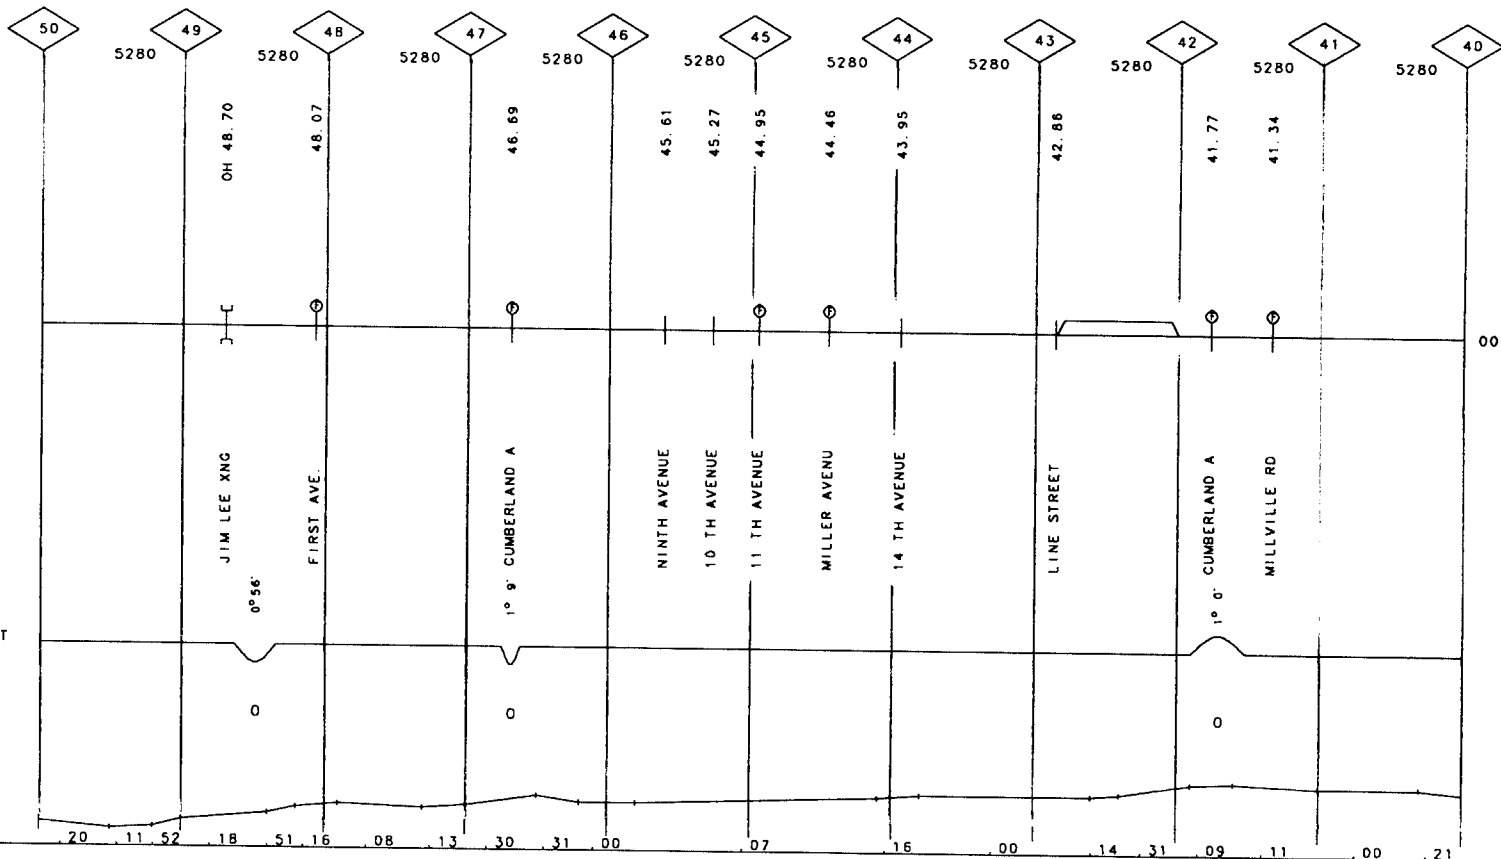 50 49 48 47 46 45 44 43 42 41 40
5280 5280 5280 5280 5280 5280 5280 5280 5280 5280
OH 48.70
48.07
46.69
45.61
45.27
44.95
44.46
43.95
42.86
41.77
41.34
F F F F F F
00
JIM LEE XNG
FIRST AVE.
CUMBERLAND A
NINTH AVENUE
10 TH AVENUE
11 TH AVENUE
MILLER AVENU
14 TH AVENUE
LINE STREET
CUMBERLAND A
MILLVILLE RD
0°56'
1° 9'
1° 0'
T
0 0 0
.20 .11 .52 .18 .51 .16 .08 .13 .30 .31 .00 .07 .16 .00 .14 .31 .09 .11 .00 .21